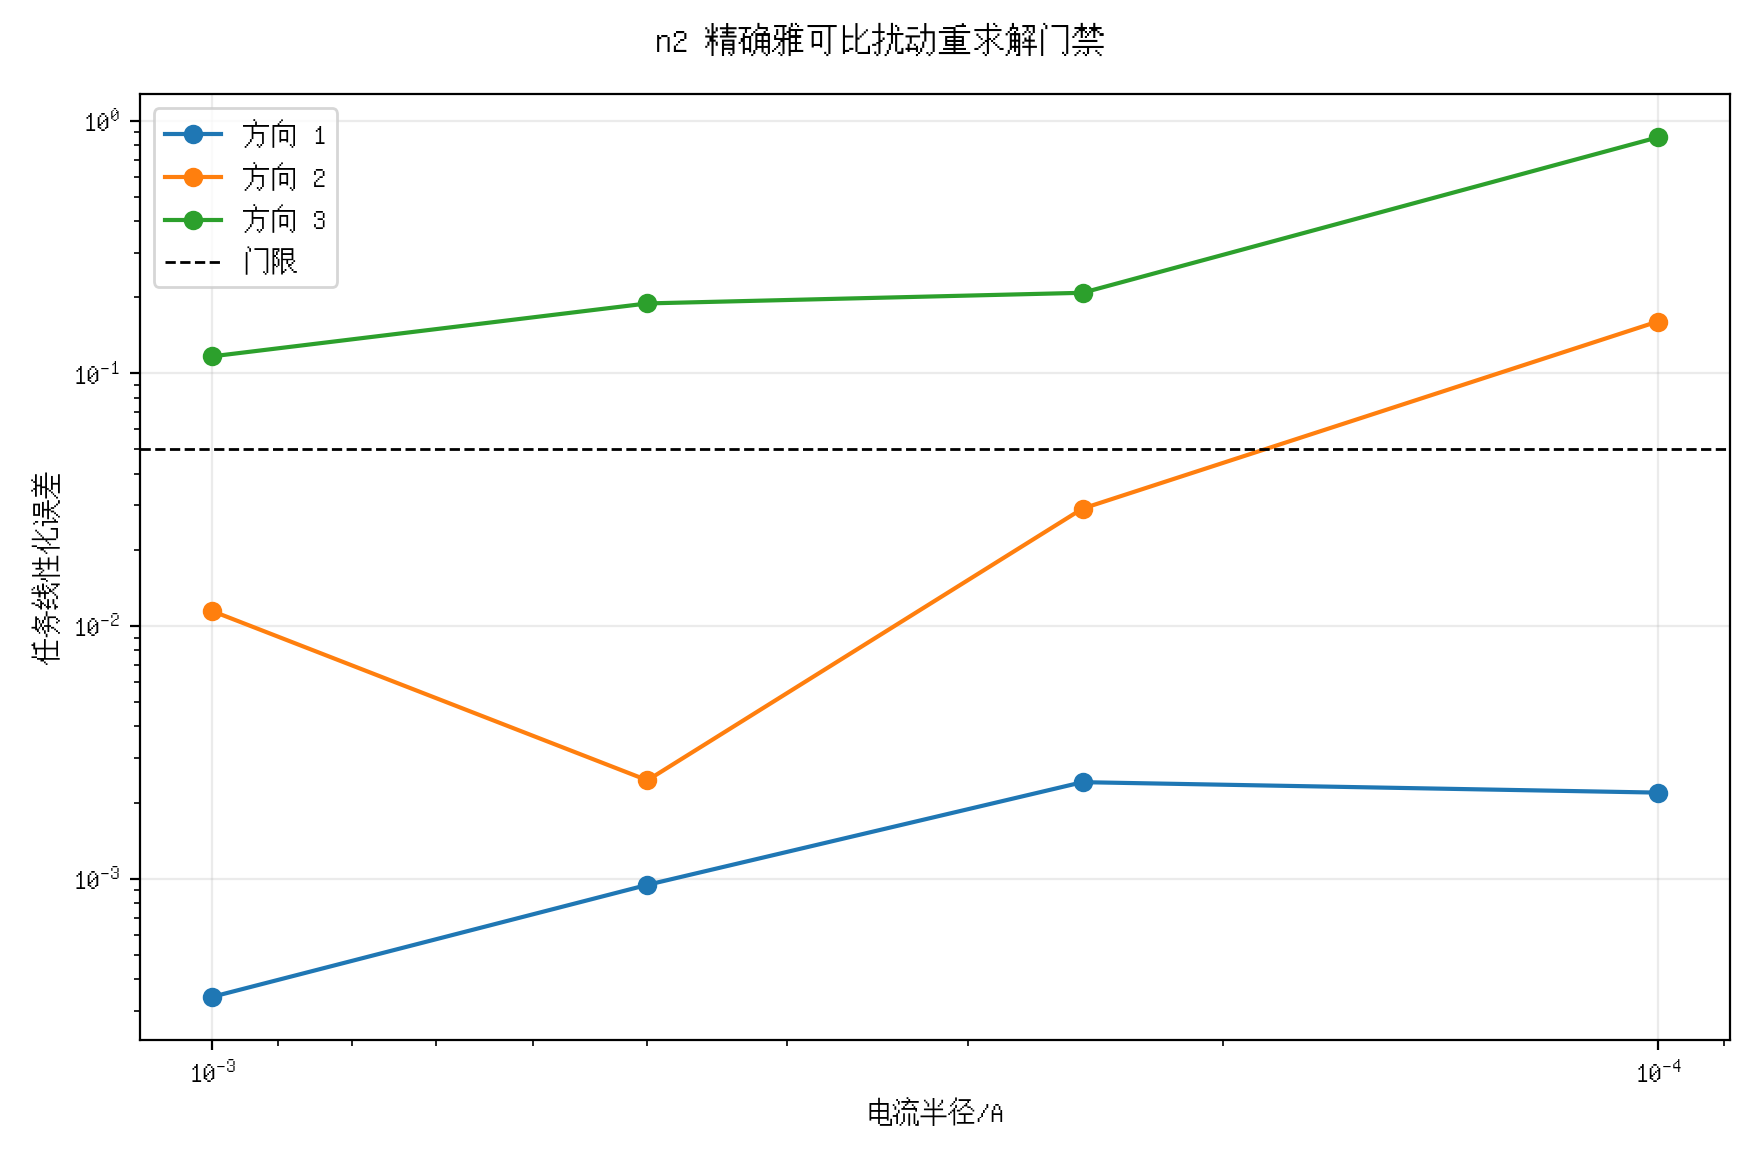 n2 精确雅可比扰动重求解门禁
方向 1
方向 2
方向 3
门限
10⁰
10⁻¹
10⁻²
10⁻³
任务线性化误差
10⁻³
10⁻⁴
电流半径/A